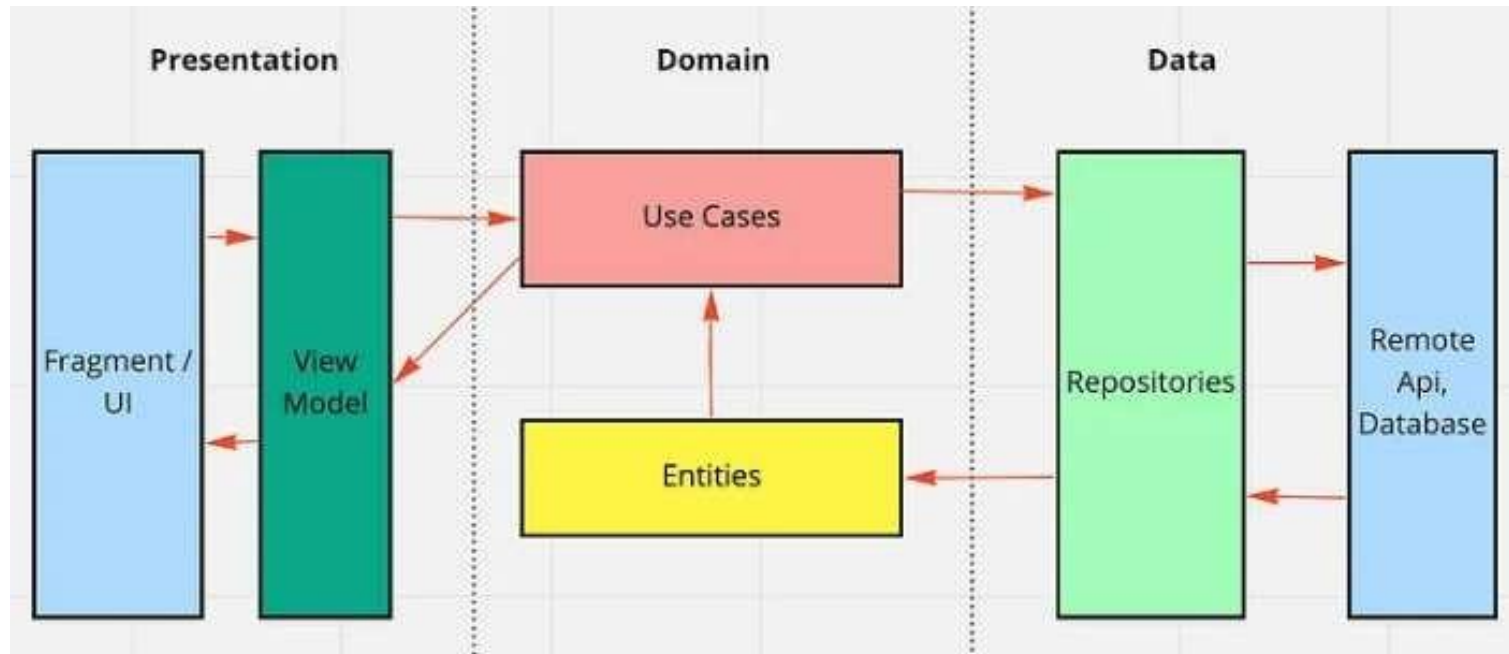 Presentation
Domain
Data
Fragment /
UI
View
Model
Use Cases
Entities
Repositories
Remote
Api,
Database